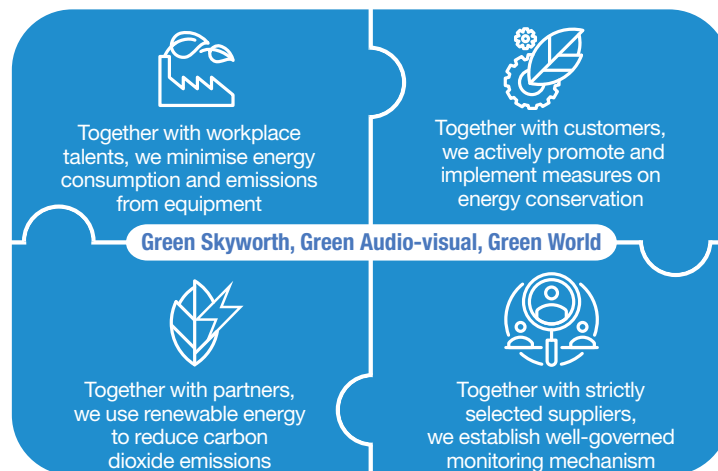 Together with workplace
talents, we minimise energy
consumption and emissions
from equipment
Together with customers,
we actively promote and
implement measures on
energy conservation
Green Skyworth, Green Audio-visual, Green World
Together with partners,
we use renewable energy
to reduce carbon
dioxide emissions
Together with strictly
selected suppliers,
we establish well-governed
monitoring mechanism